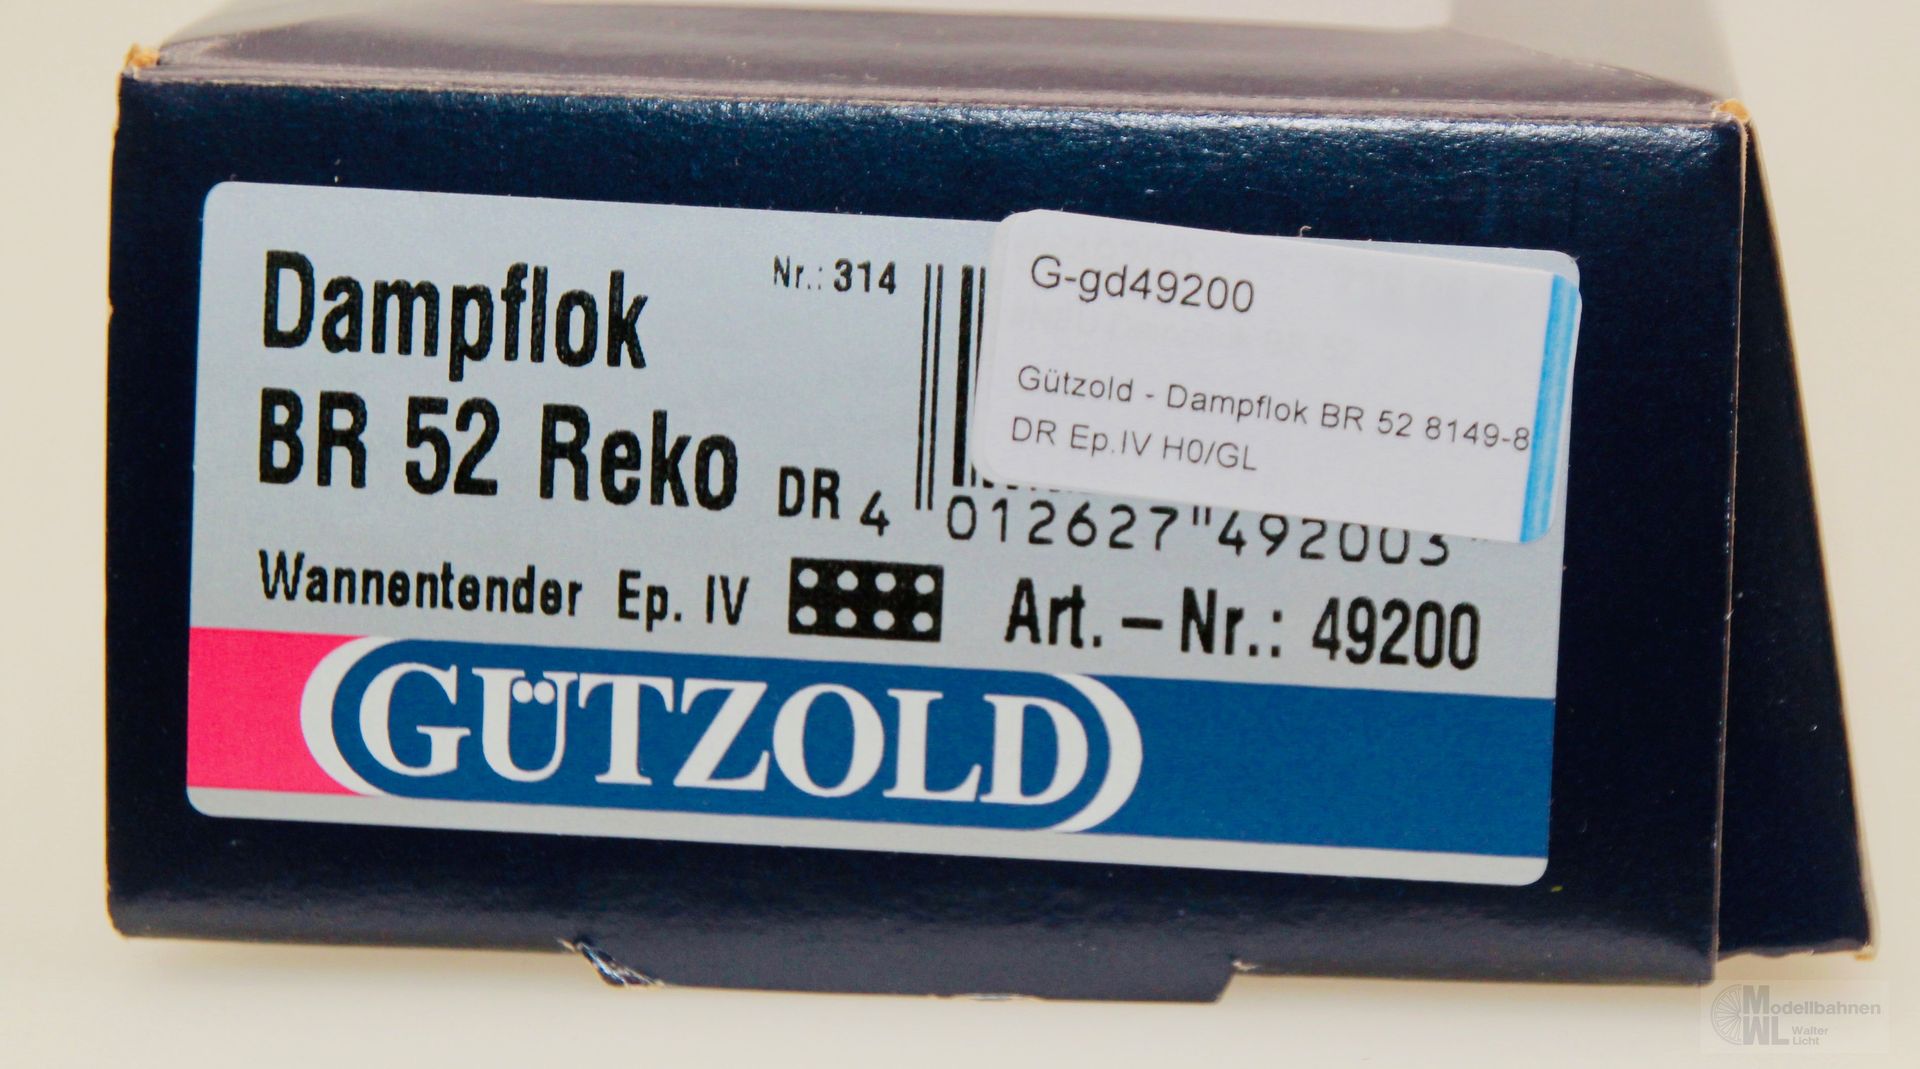 Dampflok
Nr.: 314
BR 52 Reko DR
4 "012627"492003"
Wannentender Ep. IV
Art. – Nr.: 49200
GÜTZOLD
G-gd49200
Gützold - Dampflok BR 52 8149-8
DR Ep.IV H0/GL
Modellbahnen
WL Walter
Licht